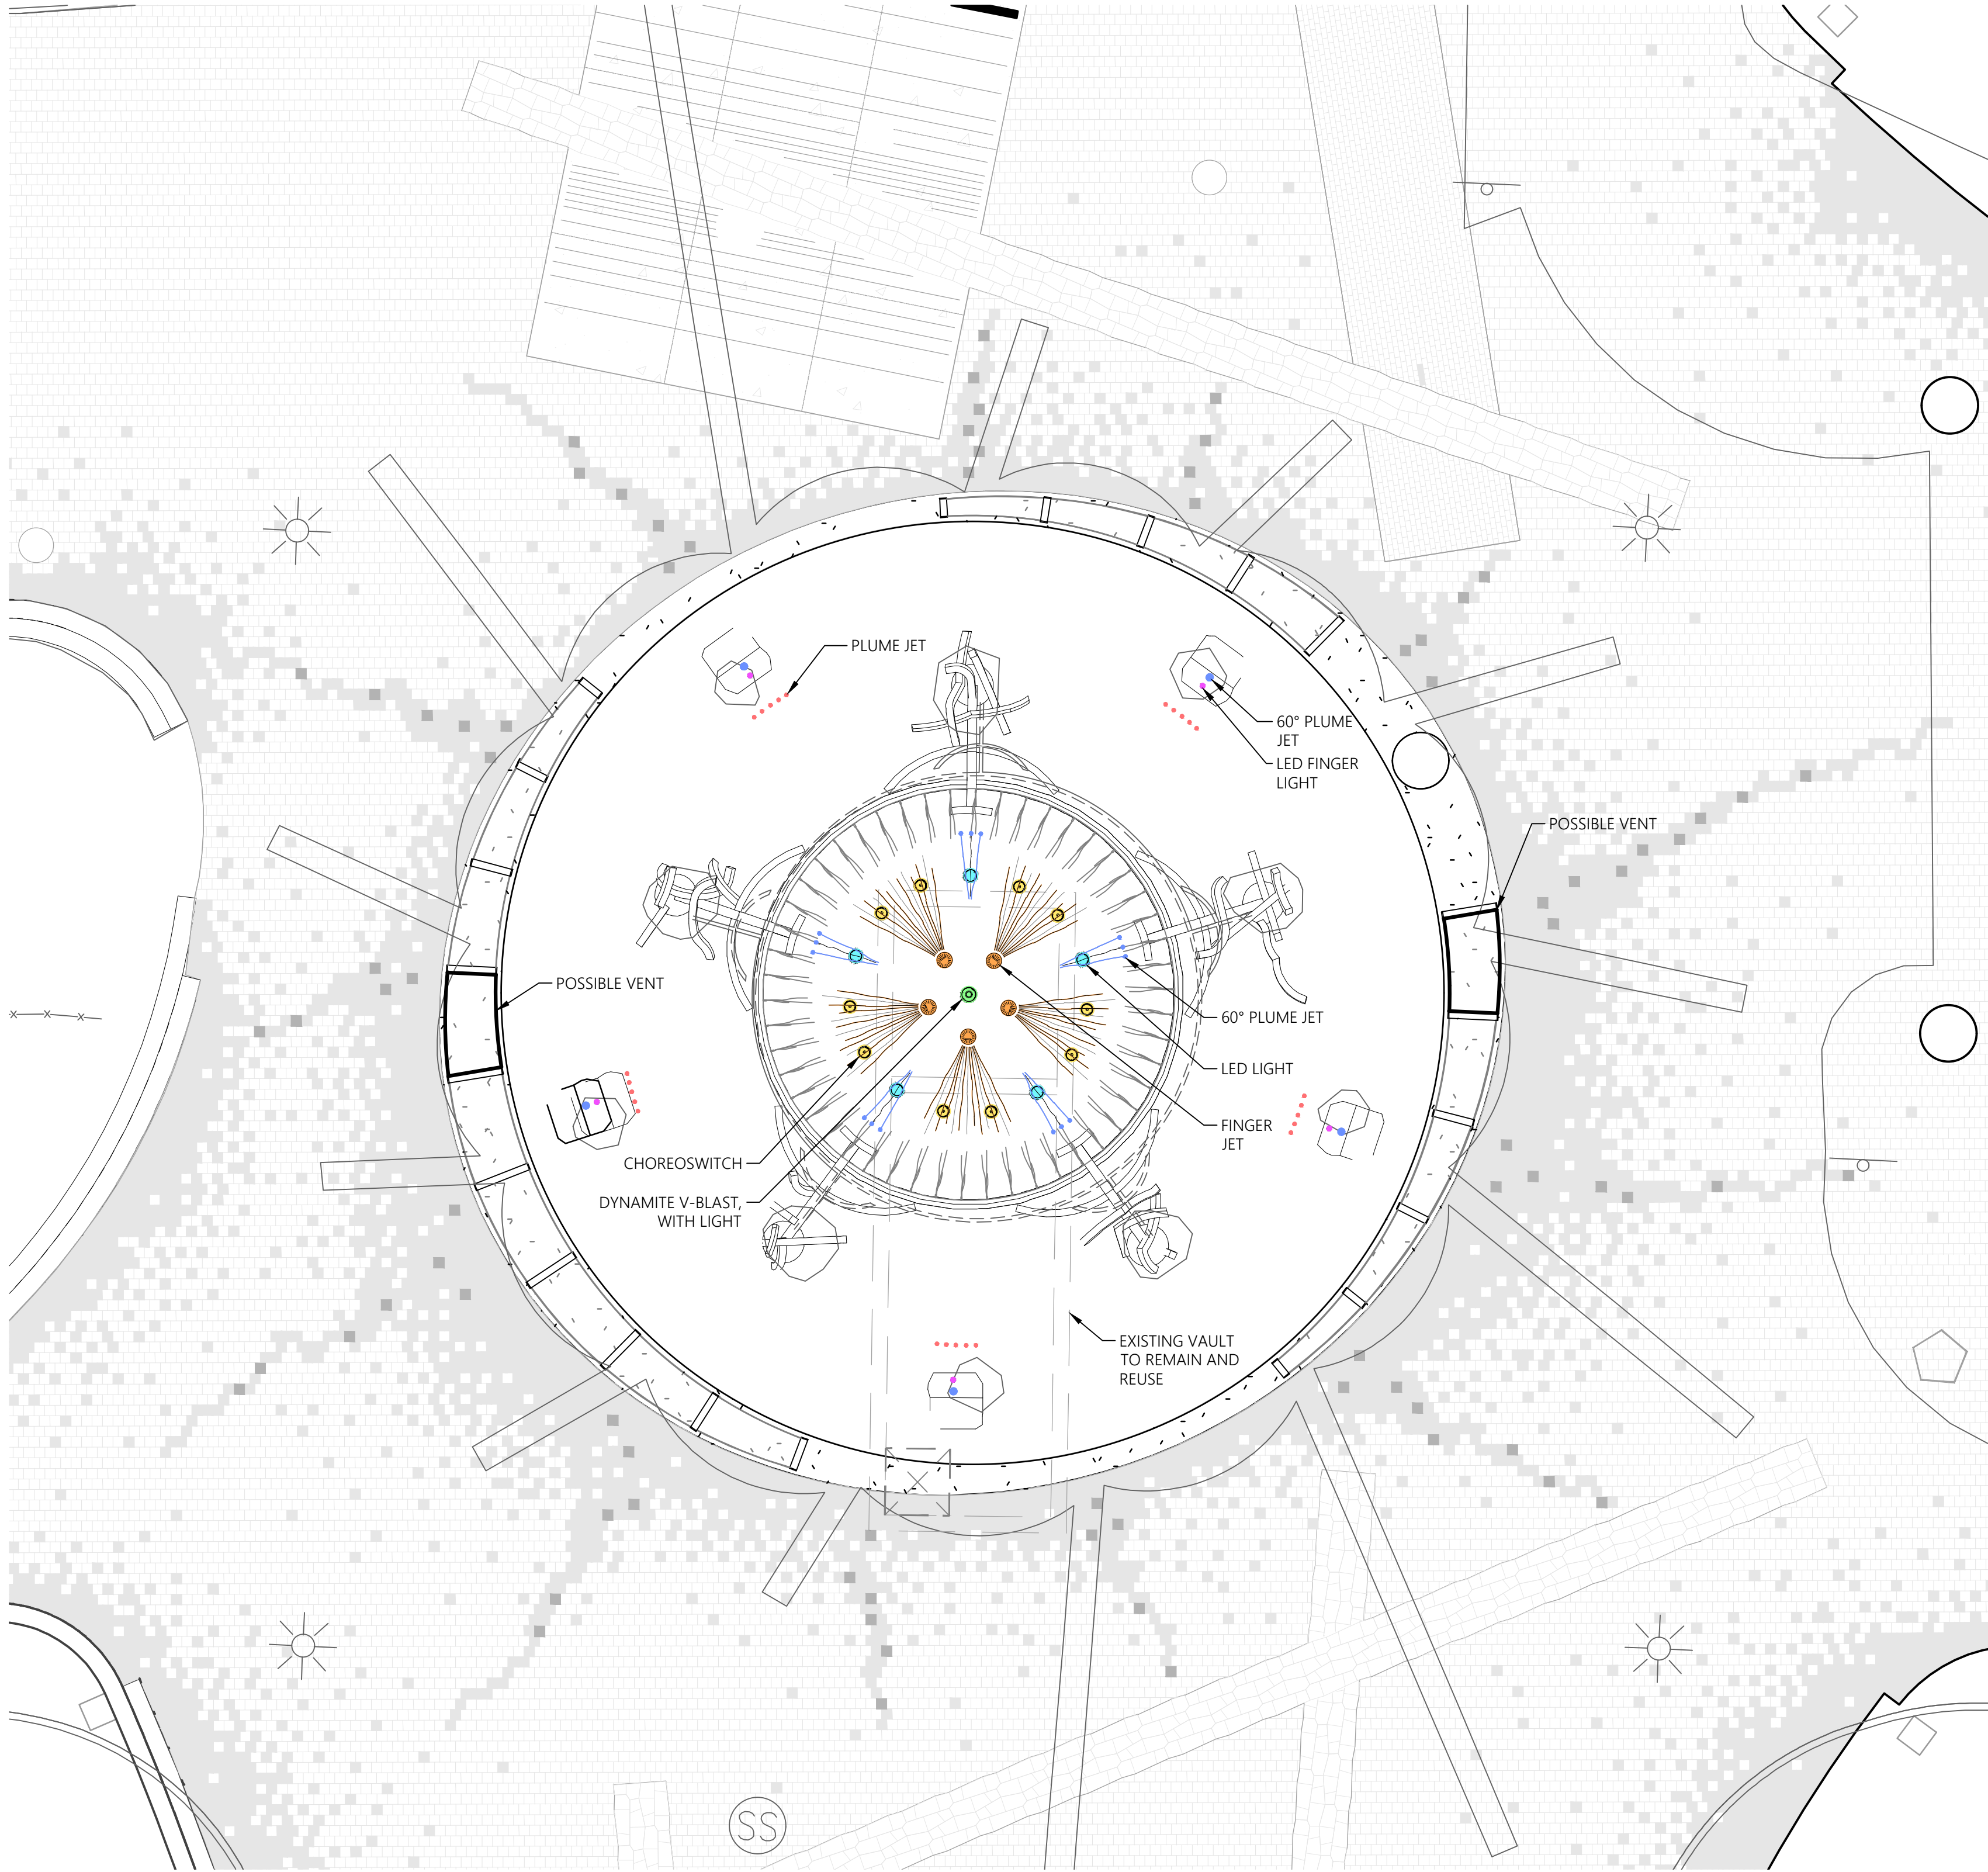 PLUME JET
60° PLUME
JET
LED FINGER
LIGHT
POSSIBLE VENT
POSSIBLE VENT
60° PLUME JET
LED LIGHT
FINGER
JET
CHOREOSWITCH
DYNAMITE V-BLAST,
WITH LIGHT
EXISTING VAULT
TO REMAIN AND
REUSE
X X X
SS